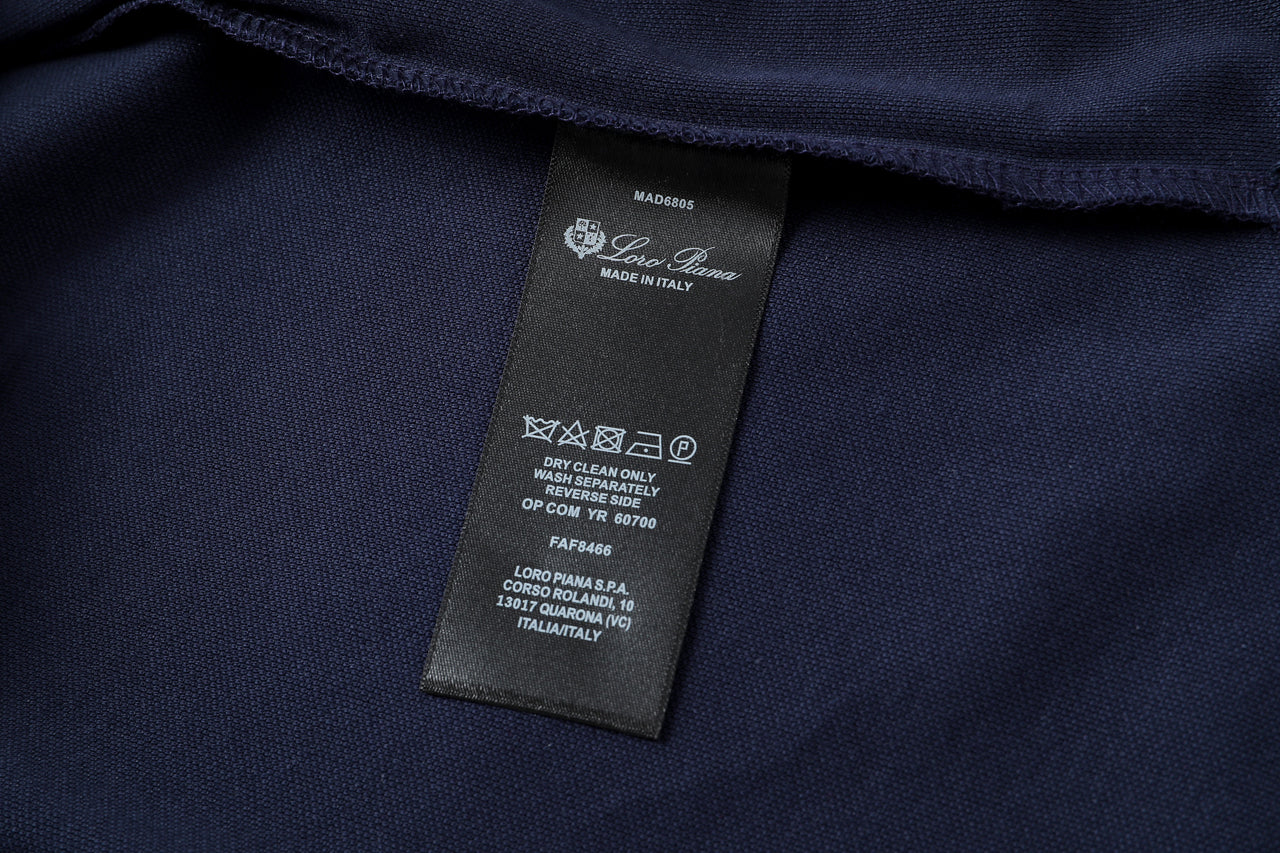 MAD6805
Loro Piana
MADE IN ITALY
P
DRY CLEAN ONLY
WASH SEPARATELY
REVERSE SIDE
OP COM YR 60700
FAF8466
LORO PIANA S.P.A.
CORSO ROLANDI, 10
13017 QUARONA (VC)
ITALIA/ITALY